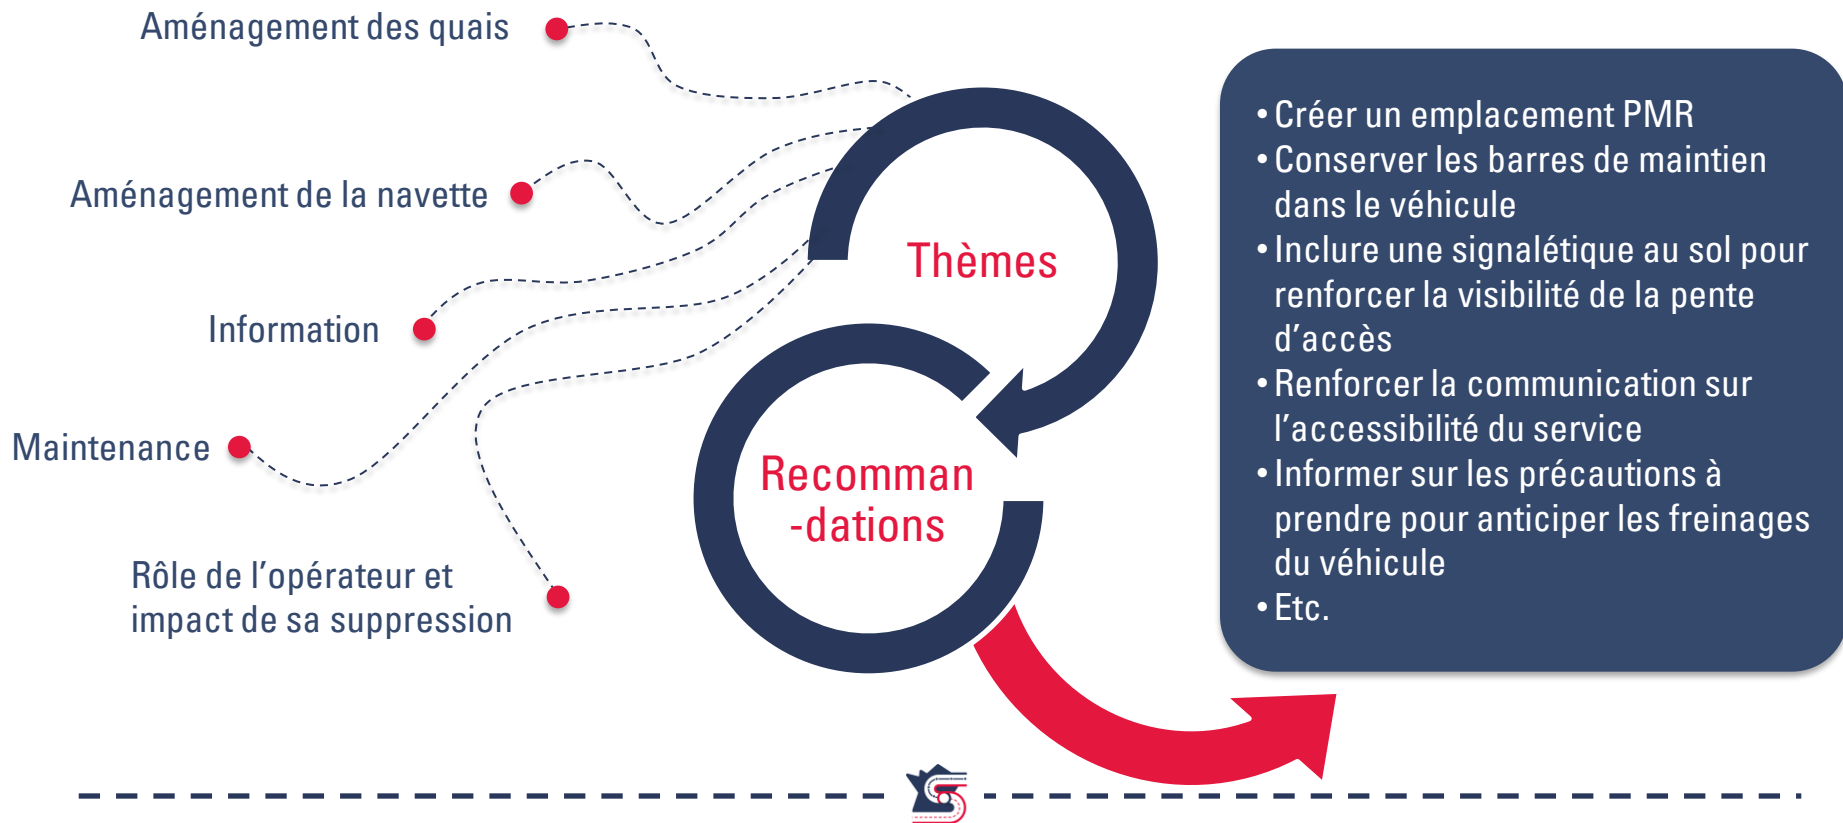 Aménagement des quais
Aménagement de la navette
Information
Maintenance
Rôle de l’opérateur et
impact de sa suppression
Thèmes
Recomman
-dations
• Créer un emplacement PMR
• Conserver les barres de maintien
dans le véhicule
• Inclure une signalétique au sol pour
renforcer la visibilité de la pente
d’accès
• Renforcer la communication sur
l’accessibilité du service
• Informer sur les précautions à
prendre pour anticiper les freinages
du véhicule
• Etc.